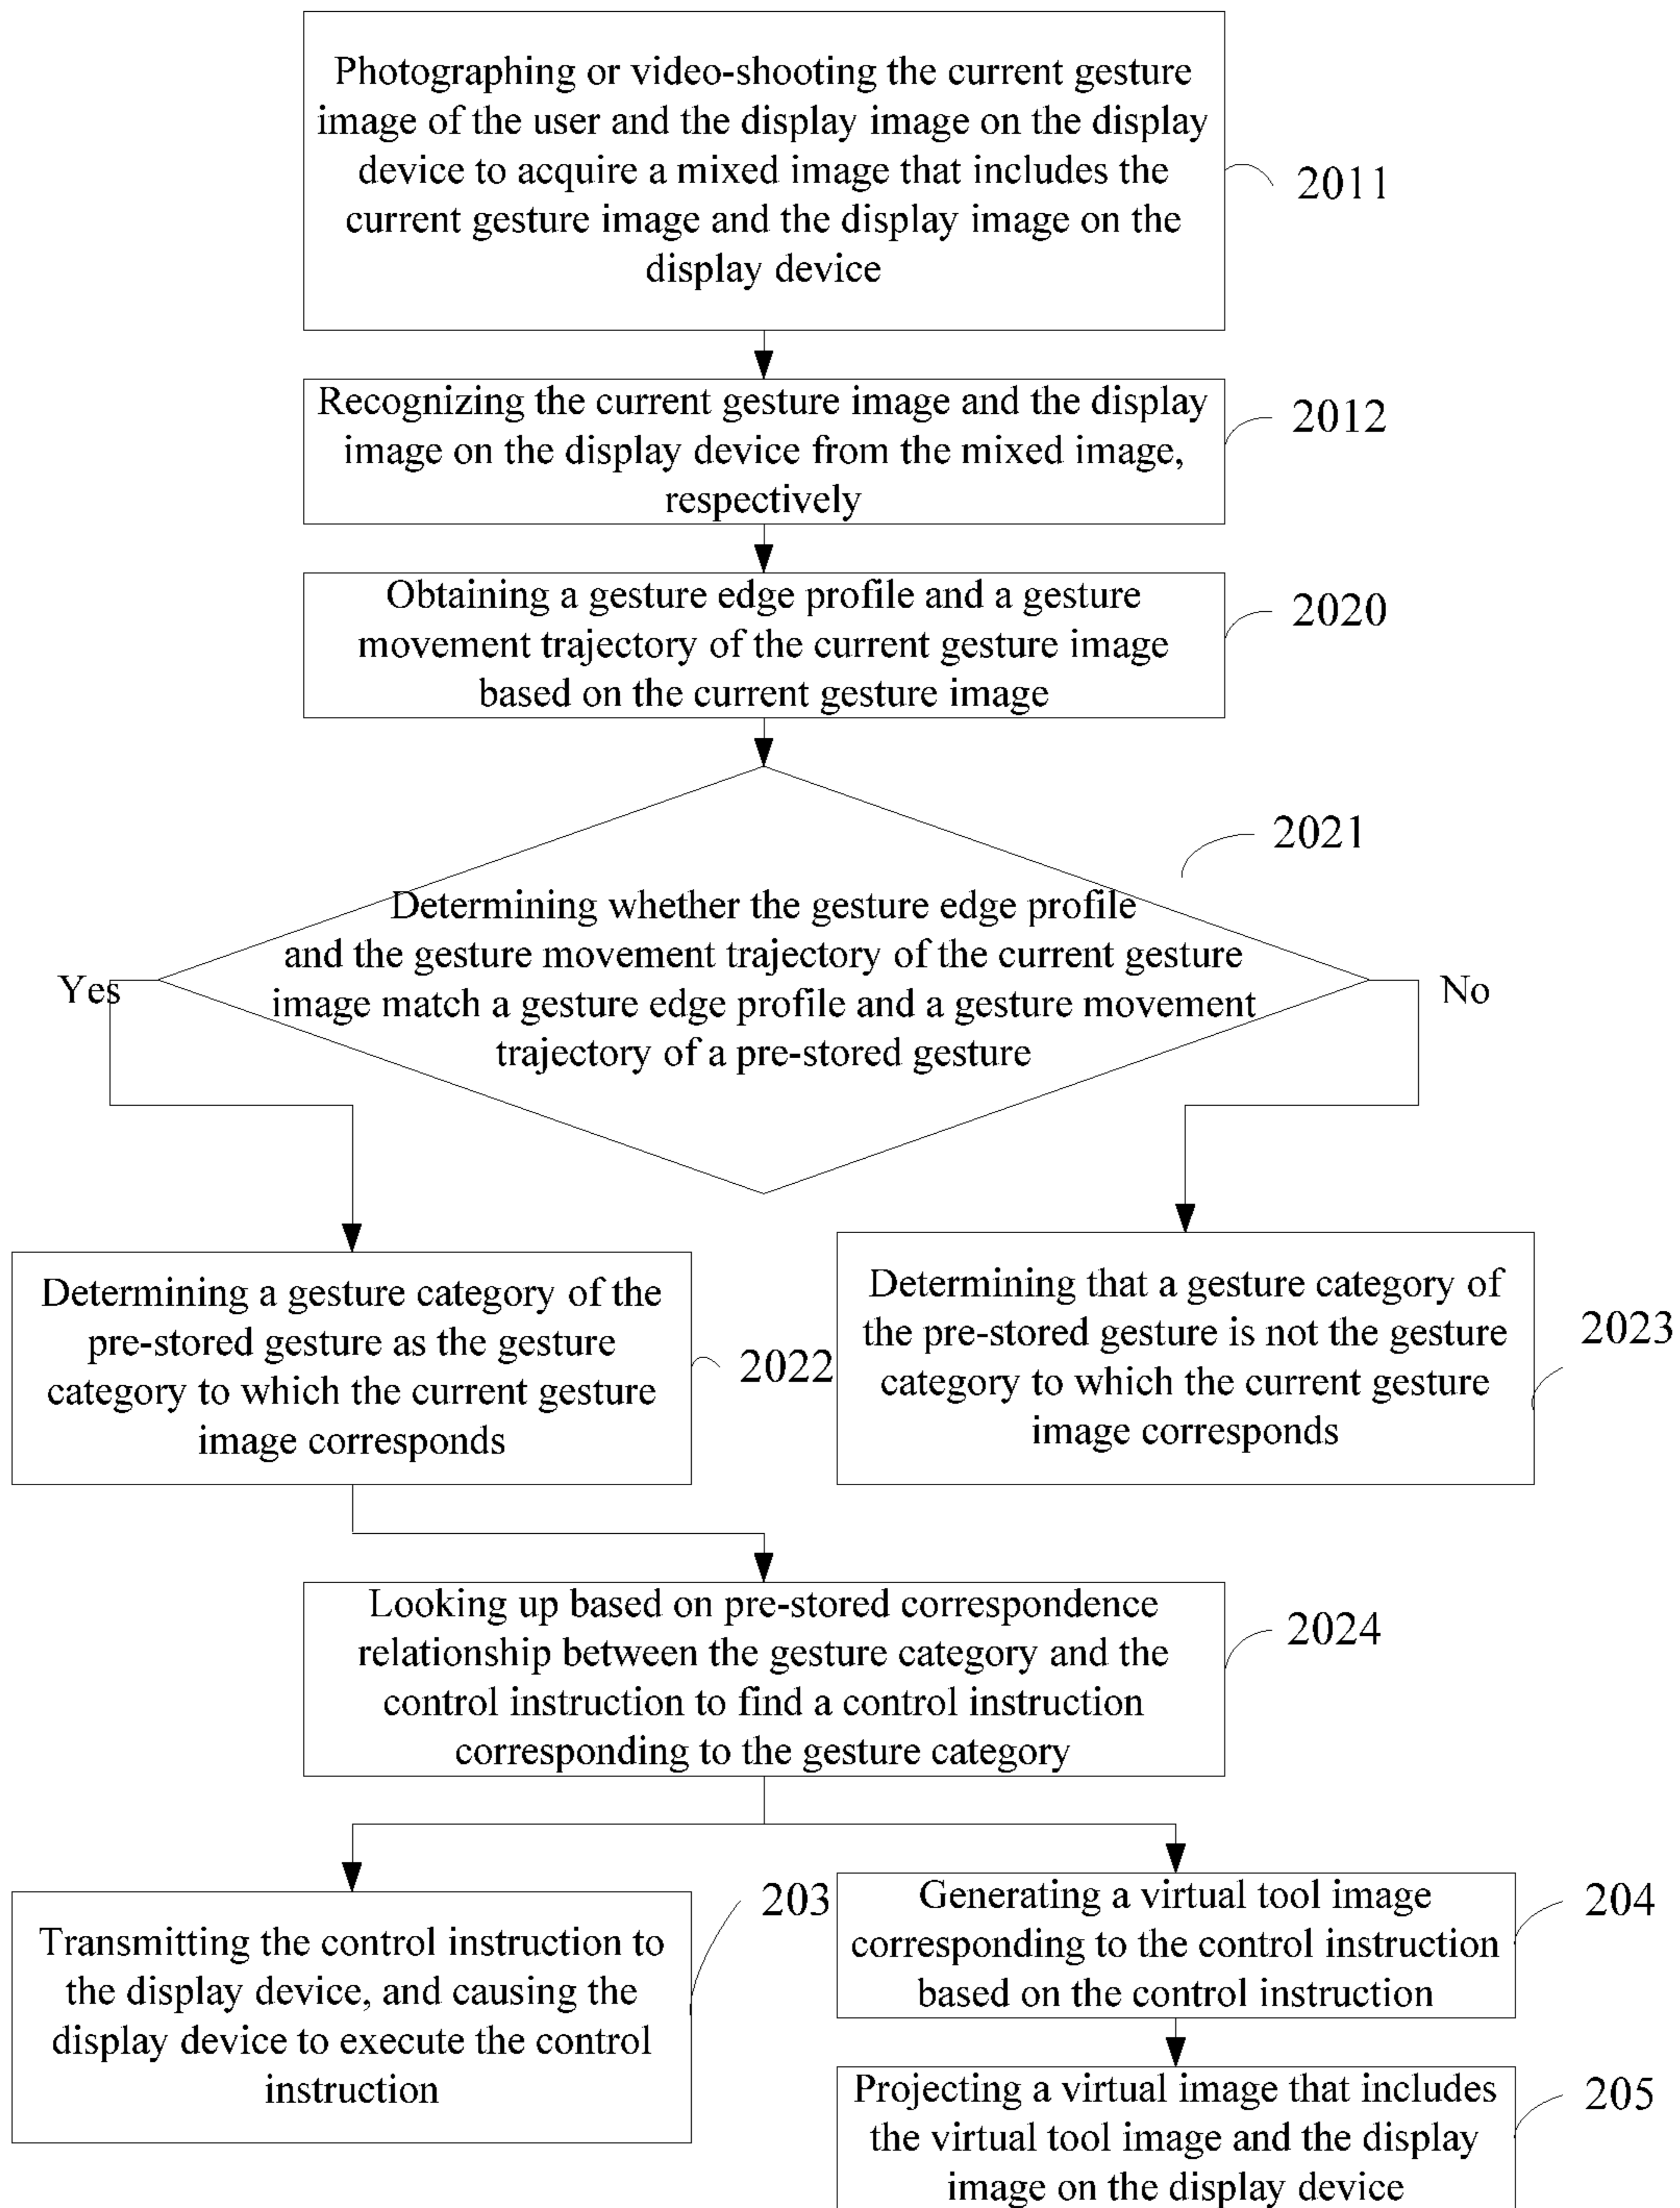 Photographing or video-shooting the current gesture
image of the user and the display image on the display
device to acquire a mixed image that includes the
current gesture image and the display image on the
display device
2011
Recognizing the current gesture image and the display
image on the display device from the mixed image,
respectively
2012
Obtaining a gesture edge profile and a gesture
movement trajectory of the current gesture image
based on the current gesture image
2020
2021
Determining whether the gesture edge profile
and the gesture movement trajectory of the current gesture
image match a gesture edge profile and a gesture movement
trajectory of a pre-stored gesture
Yes
No
Determining a gesture category of the
pre-stored gesture as the gesture
category to which the current gesture
image corresponds
2022
Determining that a gesture category of
the pre-stored gesture is not the gesture
category to which the current gesture
image corresponds
2023
Looking up based on pre-stored correspondence
relationship between the gesture category and the
control instruction to find a control instruction
corresponding to the gesture category
2024
Transmitting the control instruction to
the display device, and causing the
display device to execute the control
instruction
203
Generating a virtual tool image
corresponding to the control instruction
based on the control instruction
204
Projecting a virtual image that includes
the virtual tool image and the display
image on the display device
205